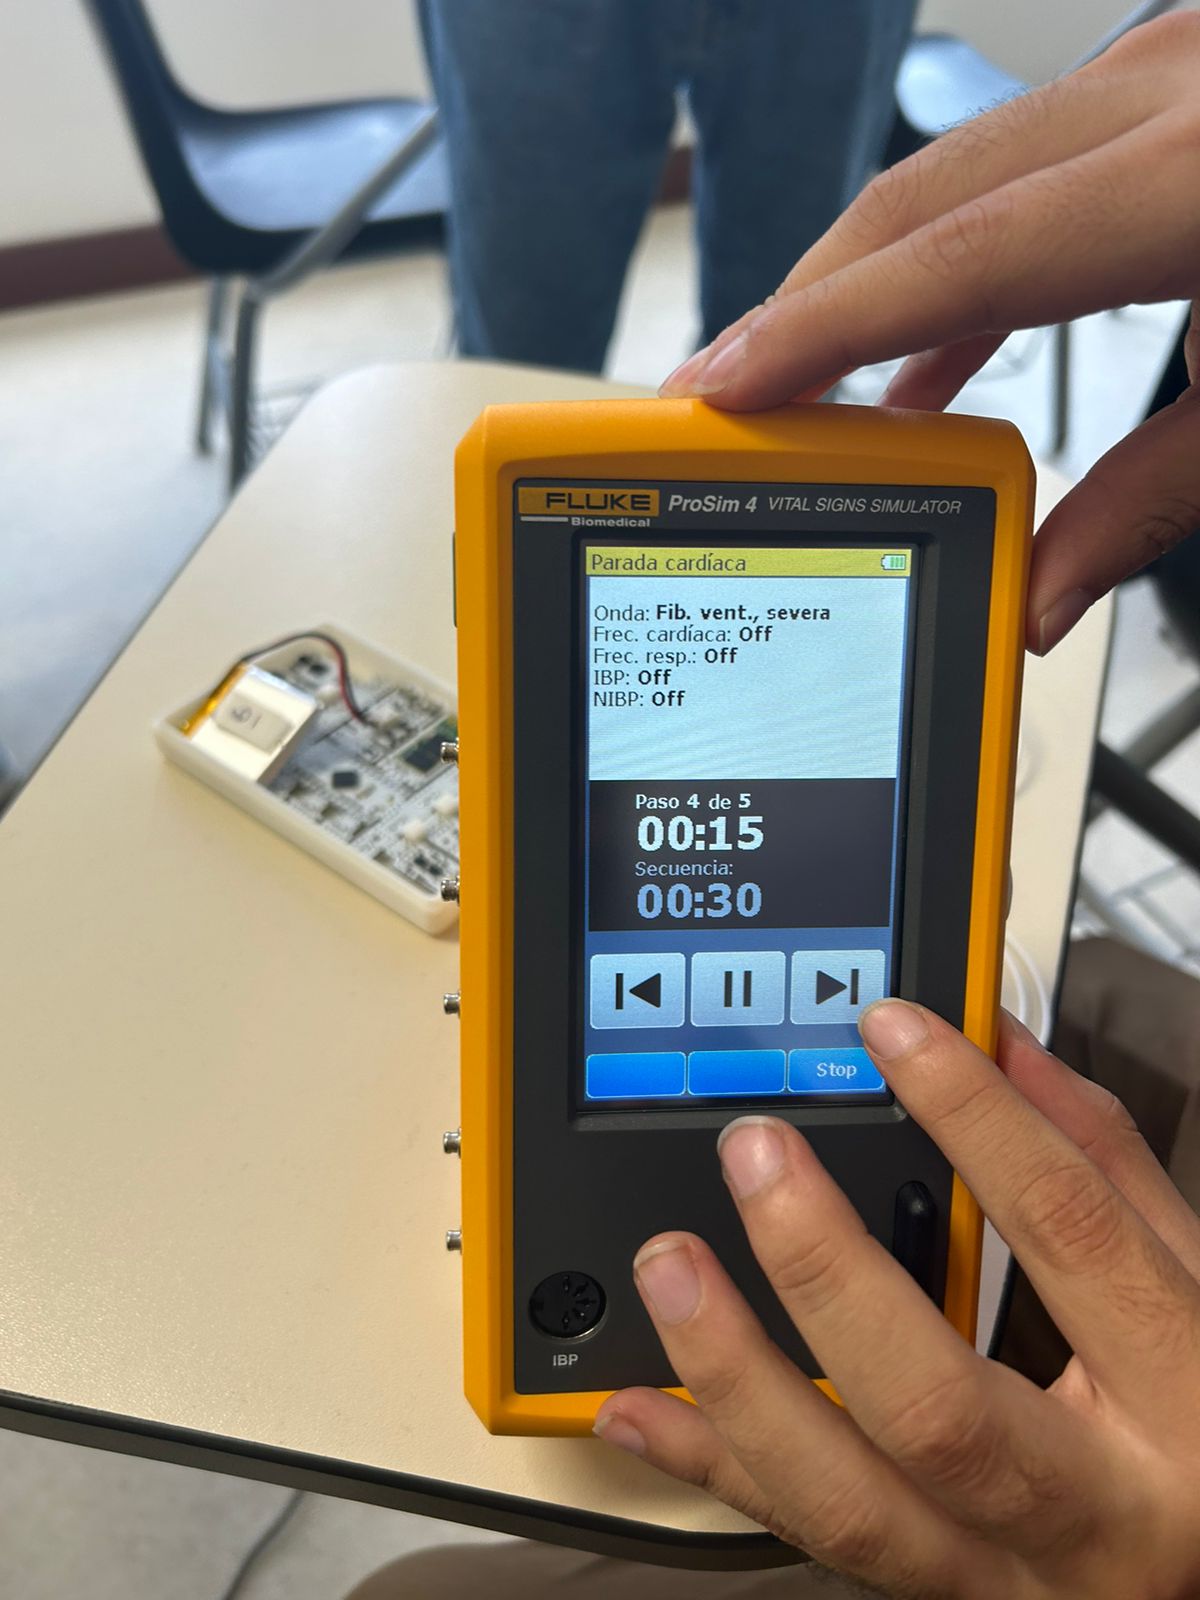 FLUKE
Biomedical
ProSim 4 VITAL SIGNS SIMULATOR
Parada cardíaca
Onda: Fib. vent., severa
Frec. cardíaca: Off
Frec. resp.: Off
IBP: Off
NIBP: Off
Paso 4 de 5
00:15
Secuencia:
00:30
Stop
IBP